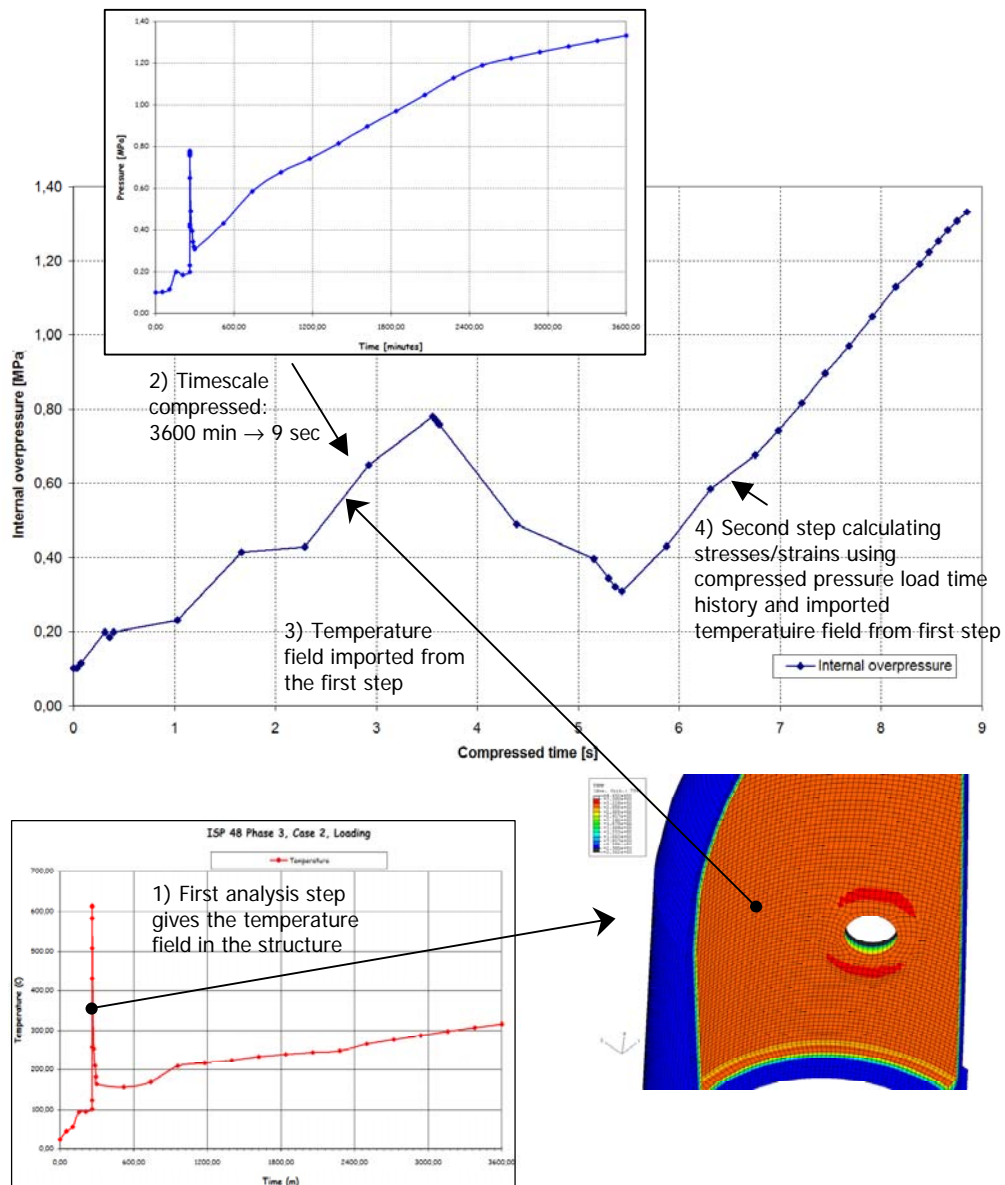 1,40
1,20
1,00
0,80
0,60
0,40
0,20
0,00
Pressure [MPa]
0,00 600,00 1200,00 1800,00 2400,00 3000,00 3600,00
Time [minutes]
1,40
1,20
1,00
0,80
0,60
0,40
0,20
0,00
Internal overpressure [MPa]
2) Timescale
compressed:
3600 min → 9 sec
3) Temperature
field imported from
the first step
4) Second step calculating
stresses/strains using
compressed pressure load time
history and imported
temperatuire field from first step
Internal overpressure
0 1 2 3 4 5 6 7 8 9
Compressed time [s]
ISP 48 Phase 3, Case 2, Loading
Temperature
700,00
600,00
500,00
400,00
300,00
200,00
100,00
0,00
Temperature (C)
1) First analysis step
gives the temperature
field in the structure
0,00 600,00 1200,00 1800,00 2400,00 3000,00 3600,00
Time (m)